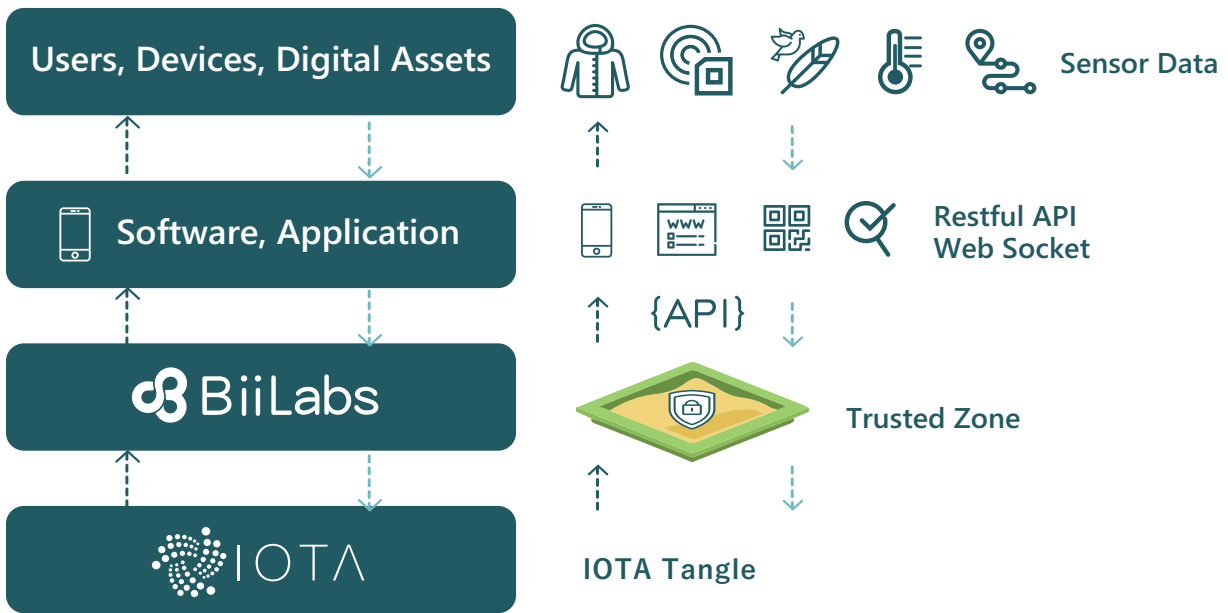 Users, Devices, Digital Assets
Sensor Data
Software, Application
www
Restful API
Web Socket
{API}
BiiLabs
Trusted Zone
IOTA
IOTA Tangle